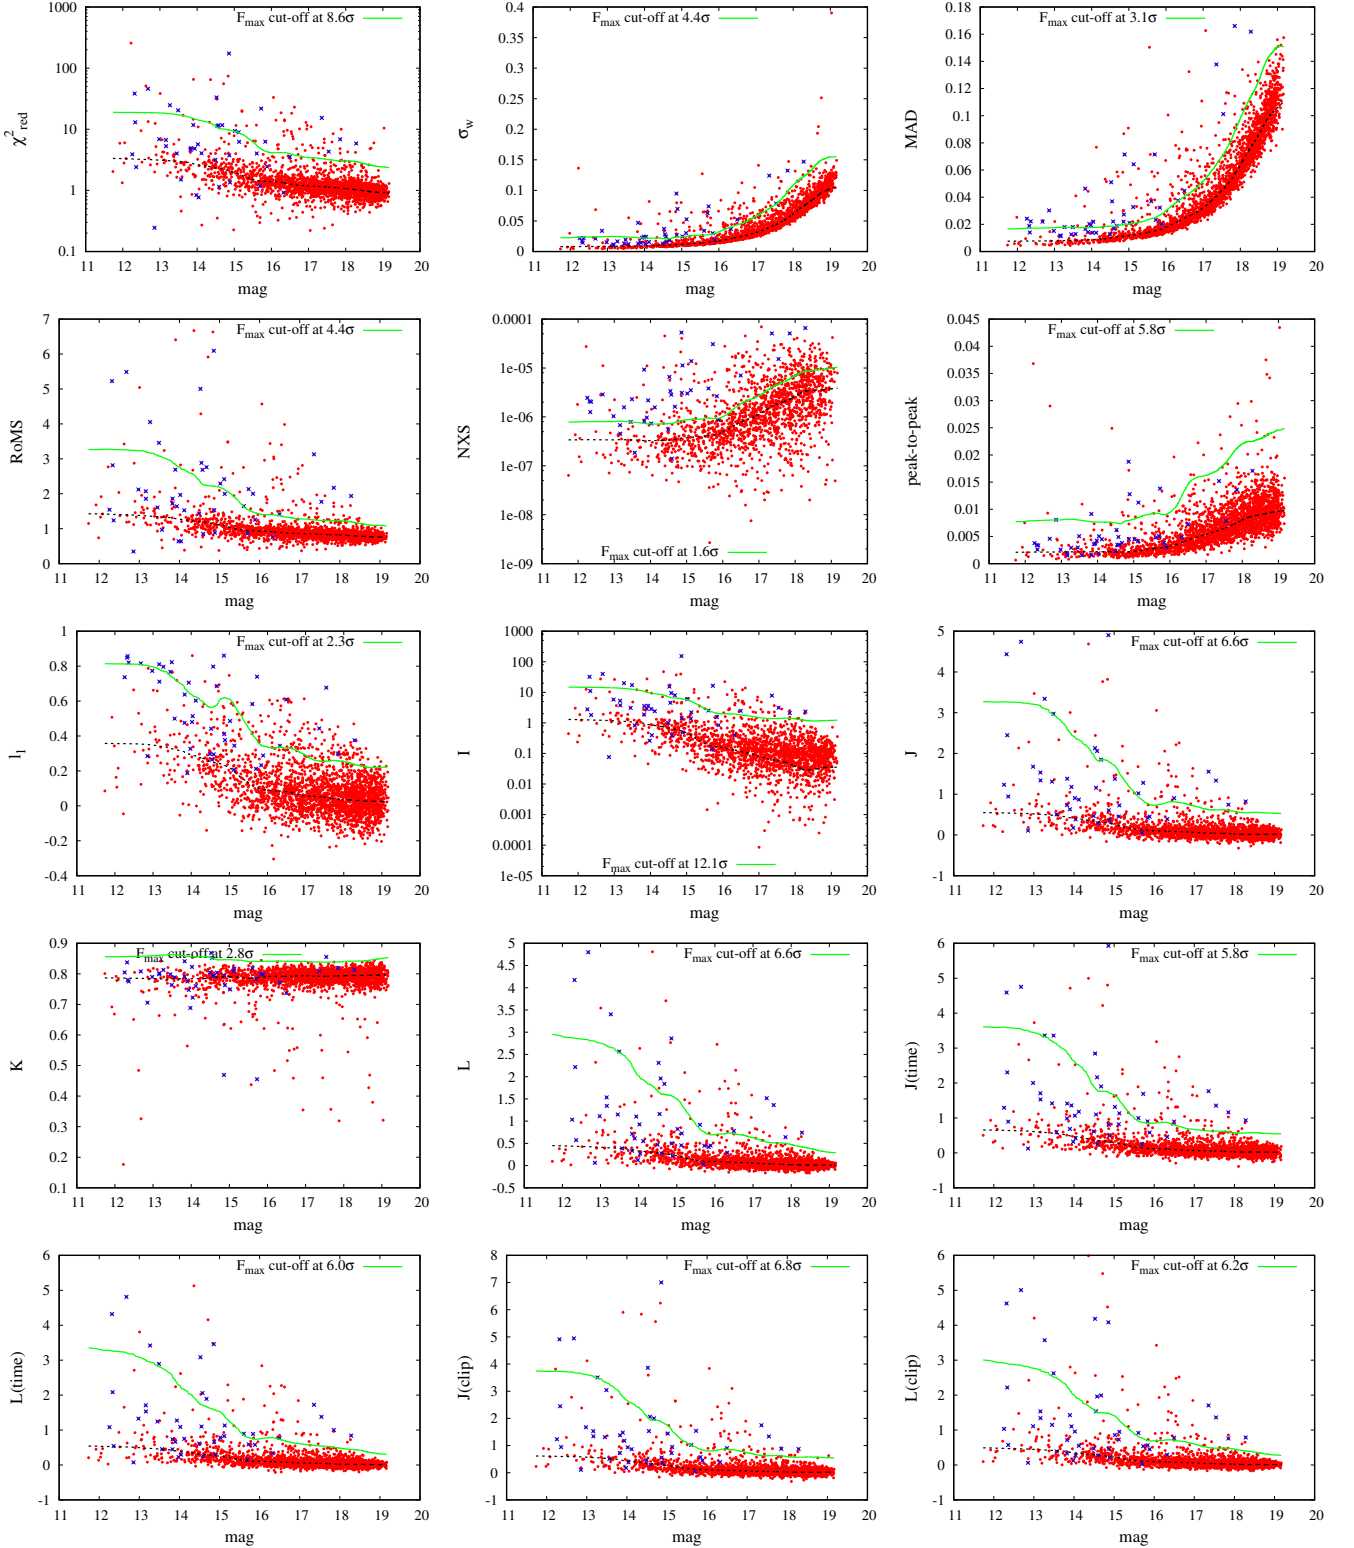 F_max cut-off at 8.6σ
1000
100
10
1
0.1
χ²_red
11 12 13 14 15 16 17 18 19 20
mag
F_max cut-off at 4.4σ
0.4
0.35
0.3
0.25
0.2
0.15
0.1
0.05
0
σ_w
11 12 13 14 15 16 17 18 19 20
mag
F_max cut-off at 3.1σ
0.18
0.16
0.14
0.12
0.1
0.08
0.06
0.04
0.02
0
MAD
11 12 13 14 15 16 17 18 19 20
mag
F_max cut-off at 4.4σ
7
6
5
4
3
2
1
0
RoMS
11 12 13 14 15 16 17 18 19 20
mag
0.0001
1e-05
1e-06
1e-07
1e-08
1e-09
NXS
F_max cut-off at 1.6σ
11 12 13 14 15 16 17 18 19 20
mag
F_max cut-off at 5.8σ
0.045
0.04
0.035
0.03
0.025
0.02
0.015
0.01
0.005
0
peak-to-peak
11 12 13 14 15 16 17 18 19 20
mag
F_max cut-off at 2.3σ
1
0.8
0.6
0.4
0.2
0
-0.2
-0.4
l_1
11 12 13 14 15 16 17 18 19 20
mag
1000
100
10
1
0.1
0.01
0.001
0.0001
1e-05
I
F_max cut-off at 12.1σ
11 12 13 14 15 16 17 18 19 20
mag
F_max cut-off at 6.6σ
5
4
3
2
1
0
-1
J
11 12 13 14 15 16 17 18 19 20
mag
F_max cut-off at 2.8σ
0.9
0.8
0.7
0.6
0.5
0.4
0.3
0.2
0.1
K
11 12 13 14 15 16 17 18 19 20
mag
F_max cut-off at 6.6σ
5
4.5
4
3.5
3
2.5
2
1.5
1
0.5
0
-0.5
L
11 12 13 14 15 16 17 18 19 20
mag
F_max cut-off at 5.8σ
6
5
4
3
2
1
0
-1
J(time)
11 12 13 14 15 16 17 18 19 20
mag
F_max cut-off at 6.0σ
6
5
4
3
2
1
0
-1
L(time)
11 12 13 14 15 16 17 18 19 20
mag
F_max cut-off at 6.8σ
8
7
6
5
4
3
2
1
0
-1
J(clip)
11 12 13 14 15 16 17 18 19 20
mag
F_max cut-off at 6.2σ
6
5
4
3
2
1
0
-1
L(clip)
11 12 13 14 15 16 17 18 19 20
mag